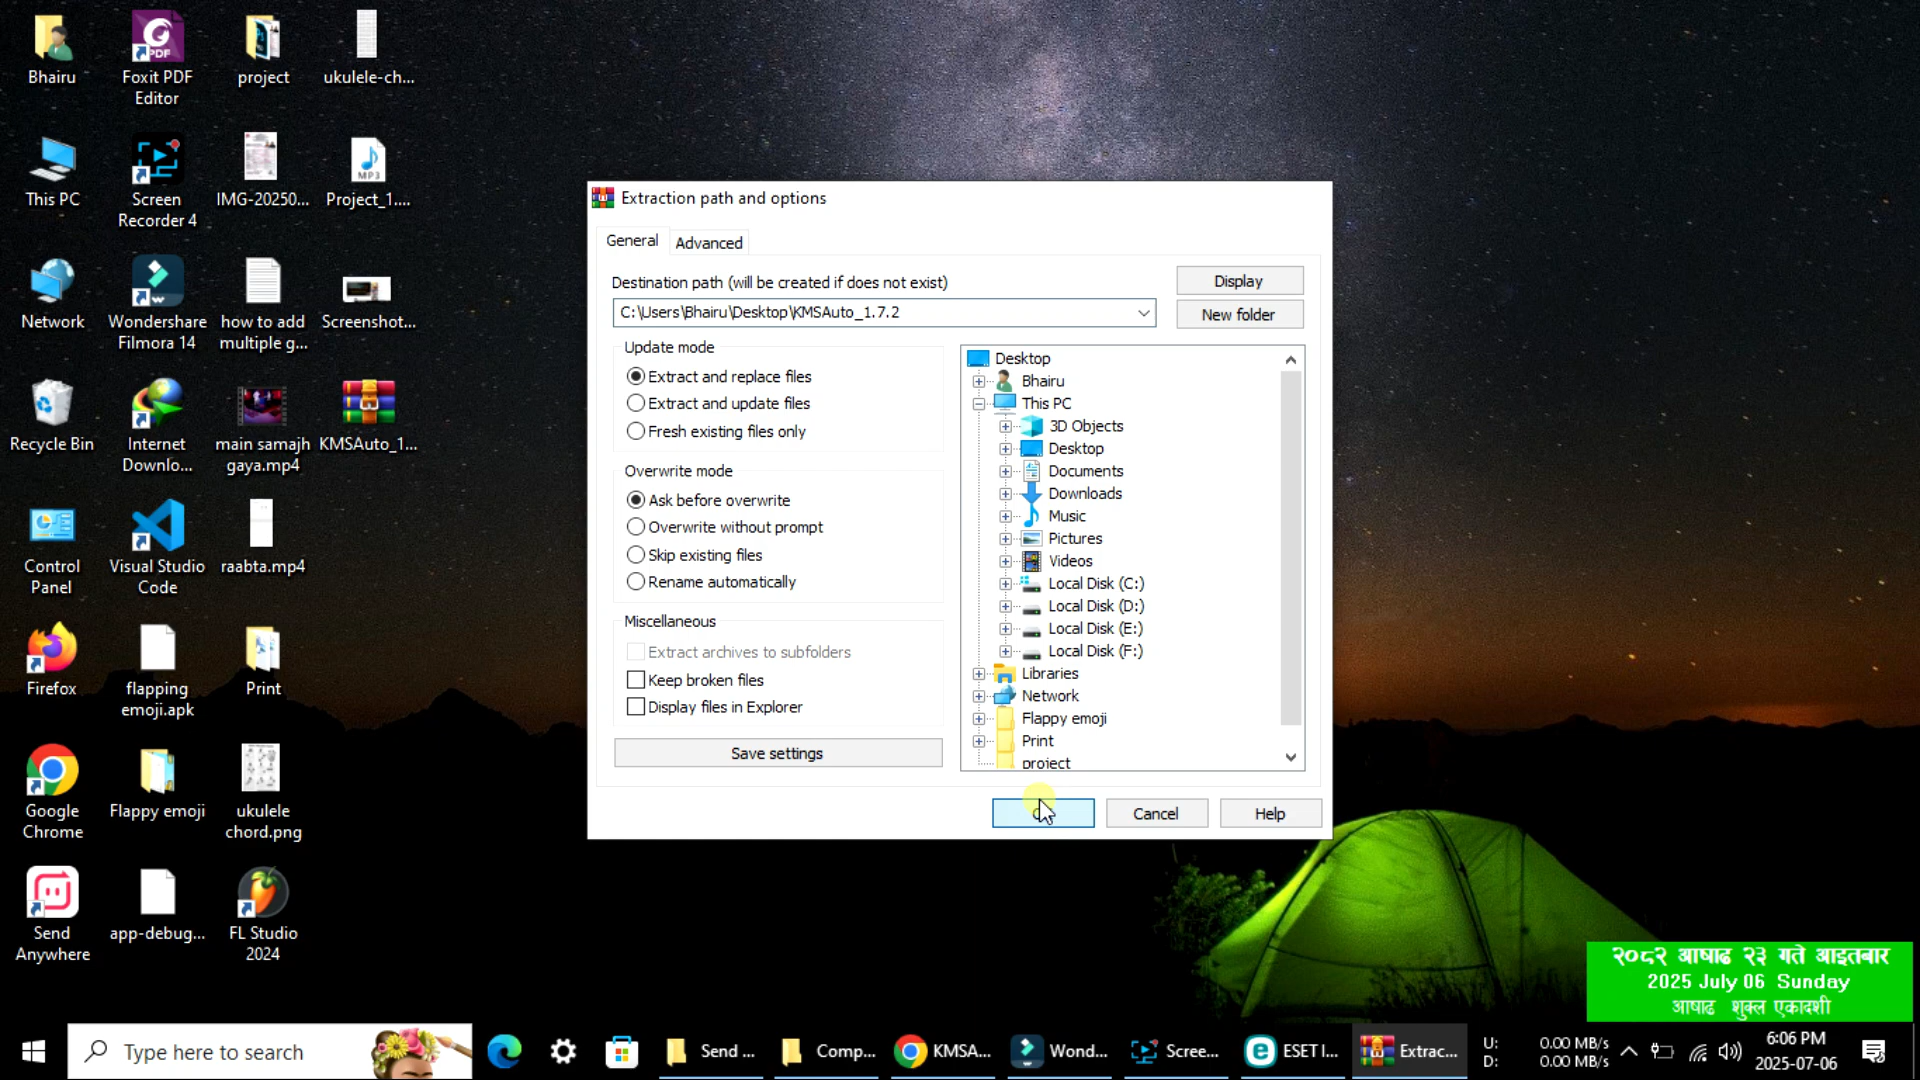 Bhairu
Foxit PDF
Editor
project
ukulele-ch...
This PC
Screen
Recorder 4
IMG-20250...
MP3
Project_1....
Network
Wondershare
Filmora 14
how to add
multiple g...
Screenshot...
Recycle Bin
Internet
Downlo...
main samajh
gaya.mp4
KMSAuto_1...
Control
Panel
Visual Studio
Code
raabta.mp4
Firefox
flapping
emoji.apk
Print
Google
Chrome
Flappy emoji
ukulele
chord.png
Send
Anywhere
app-debug...
FL Studio
2024
Extraction path and options
General
Advanced
Destination path (will be created if does not exist)
Display
C:\Users\Bhairu\Desktop\KMSAuto_1.7.2
New folder
Update mode
Extract and replace files
Extract and update files
Fresh existing files only
Overwrite mode
Ask before overwrite
Overwrite without prompt
Skip existing files
Rename automatically
Miscellaneous
Extract archives to subfolders
Keep broken files
Display files in Explorer
Save settings
Desktop
Bhairu
This PC
3D Objects
Desktop
Documents
Downloads
Music
Pictures
Videos
Local Disk (C:)
Local Disk (D:)
Local Disk (E:)
Local Disk (F:)
Libraries
Network
Flappy emoji
Print
project
Cancel
Help
२०८२ आषाढ २३ गते आइतबार
2025 July 06 Sunday
आषाढ शुक्ल एकादशी
Type here to search
Send ...
Comp...
KMSA...
Wond...
Scree...
ESET I...
Extrac...
U: 0.00 MB/s
D: 0.00 MB/s
6:06 PM
2025-07-06